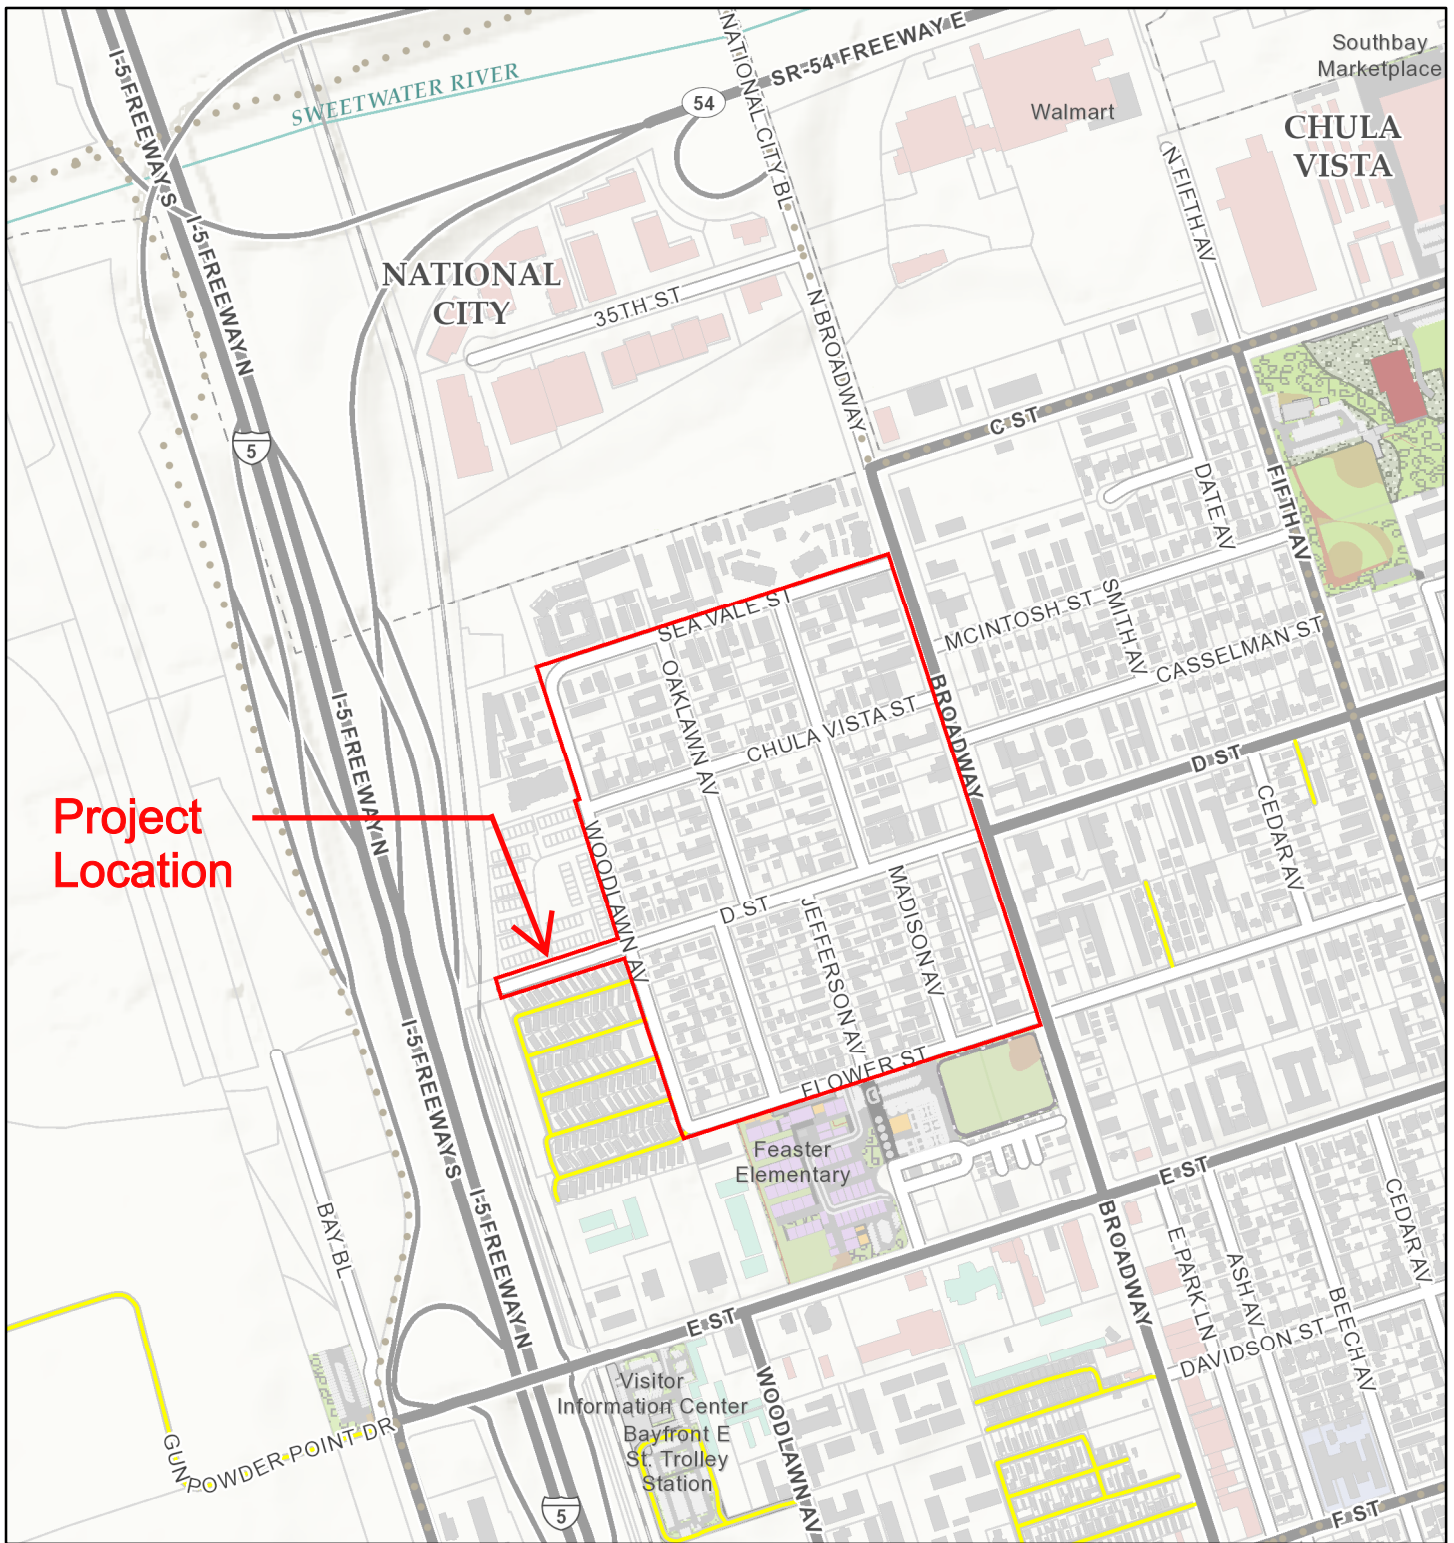 I-5 FREEWAY S
SWEETWATER RIVER
NATIONAL CITY BL
SR-54 FREEWAY E
54
Walmart
Southbay
Marketplace
CHULA
VISTA
N FIFTH AV
I-5 FREEWAY N
NATIONAL
CITY
35TH ST
N BROADWAY
5
C ST
DATE AV
FIFTH AV
SEA VALE ST
MCINTOSH ST
SMITH AV
CASSELMAN ST
OAKLAWN AV
CHULA VISTA ST
BROADWAY
I-5 FREEWAY N
D ST
CEDAR AV
Project
Location
WOODLAWN AV
D ST
JEFFERSON AV
MADISON AV
FLOWER ST
I-5 FREEWAY S
Feaster
Elementary
E ST
CEDAR AV
BAY BL
I-5 FREEWAY N
BROADWAY
E PARK LN
ASH AV
BEECH AV
DAVIDSON ST
E ST
WOODLAWN AV
Visitor
Information Center
Bayfront E
St. Trolley
Station
GUNPOWDER POINT DR
5
F ST